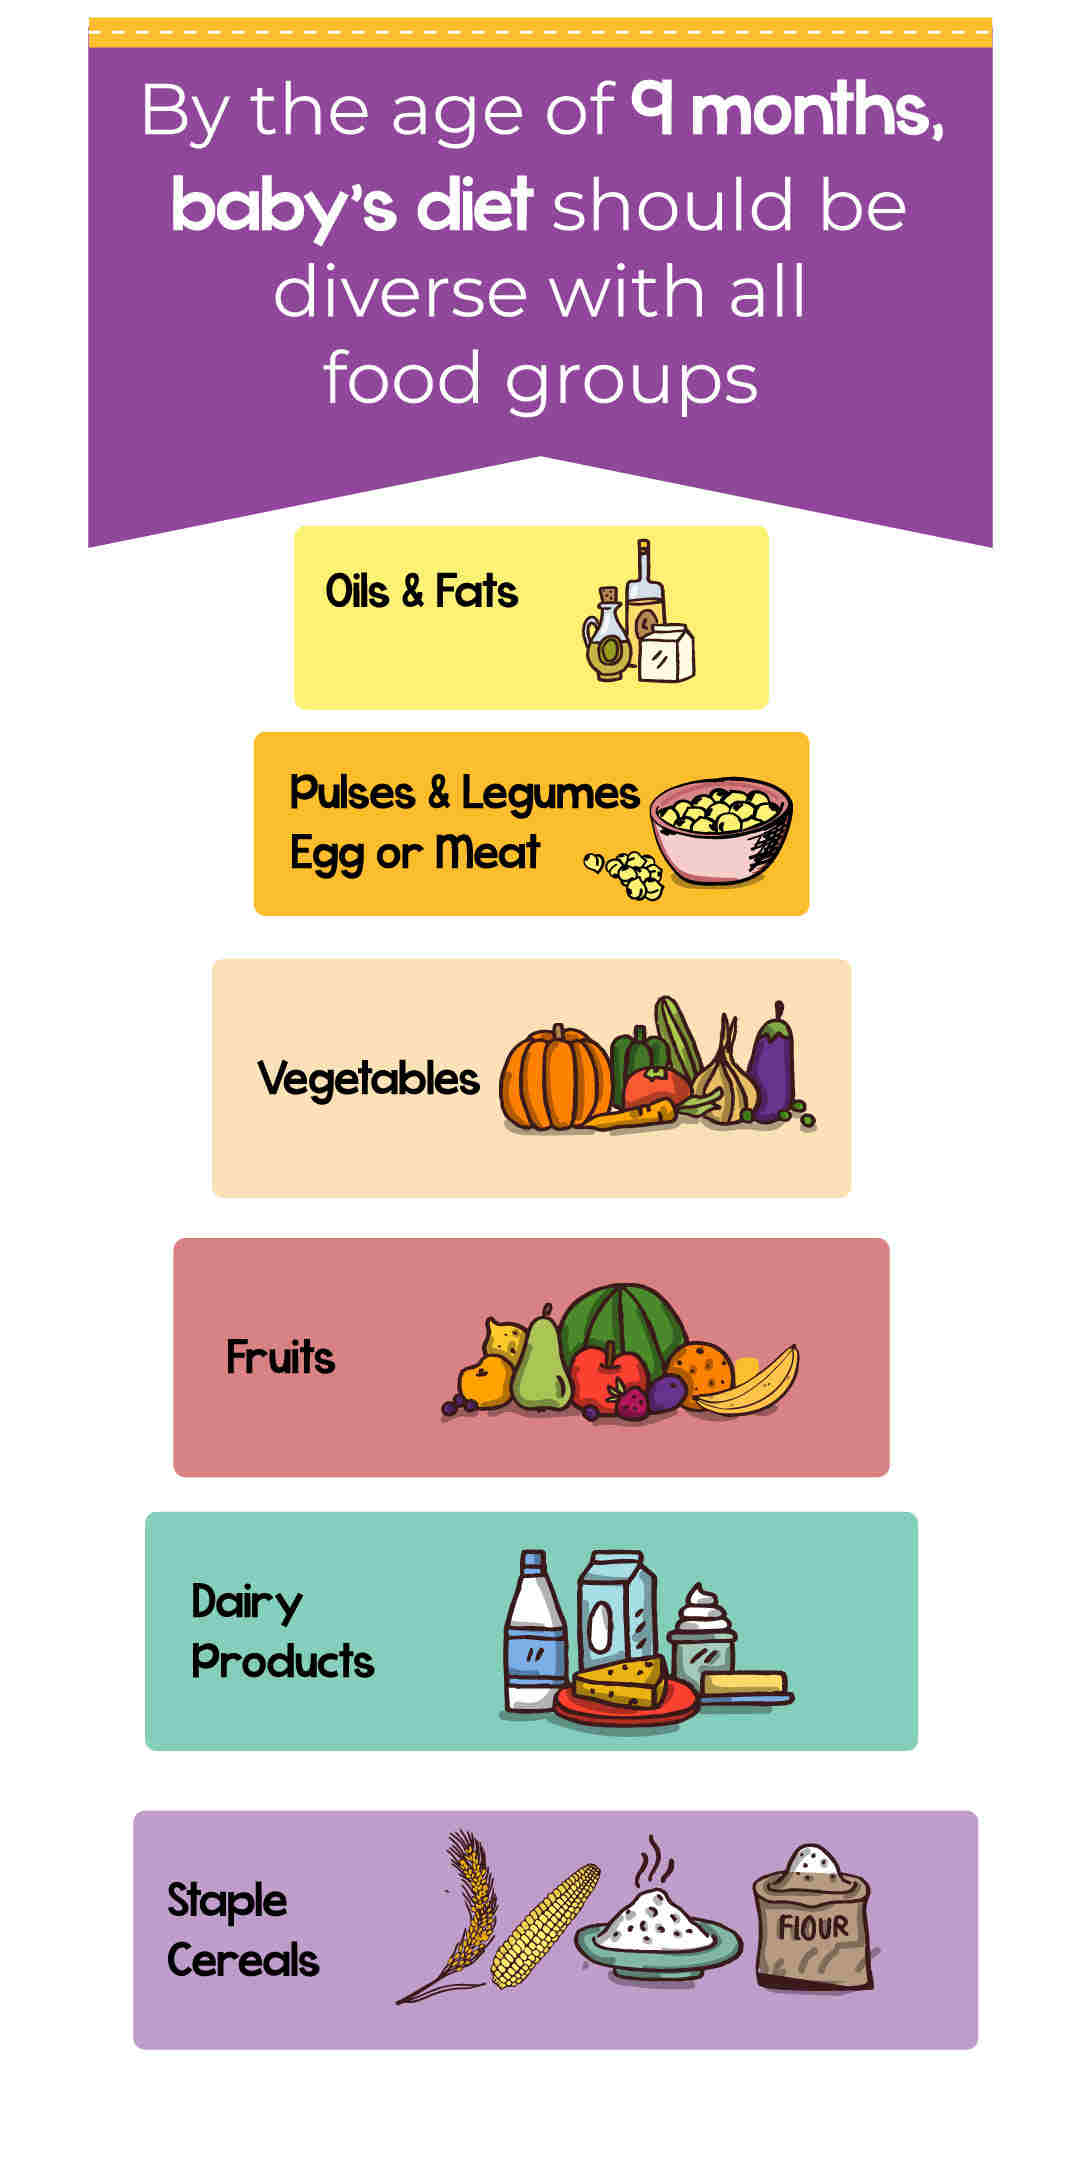 By the age of 9 months,
baby's diet should be
diverse with all
food groups
Oils & Fats
Pulses & Legumes
Egg or Meat
Vegetables
Fruits
Dairy
Products
Staple
Cereals
FLOUR